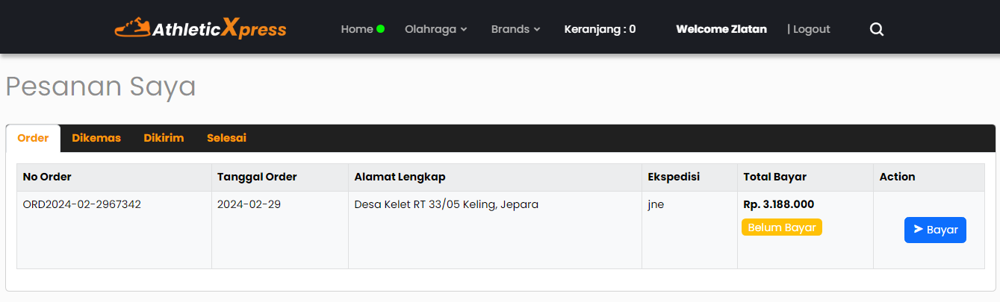 AthleticXpress Home Olahraga Brands Keranjang : 0 Welcome Zlatan | Logout
Pesanan Saya
Order Dikemas Dikirim Selesai
No Order Tanggal Order Alamat Lengkap Ekspedisi Total Bayar Action
ORD2024-02-2967342 2024-02-29 Desa Kelet RT 33/05 Keling, Jepara jne Rp. 3.188.000
Belum Bayar Bayar